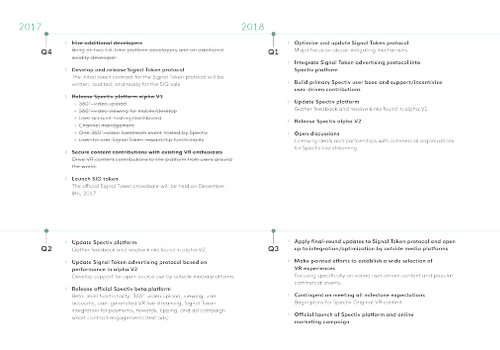 2017
Q4
Hire additional developers
Bring on two full-time platform developers and an additional
solidity developer.
Develop and release Signal Token protocol
The initial token contract for the Signal Token protocol will be
written, audited, and ready for the SIG sale.
Release Spectiv platform alpha V1
360° video upload
360° video viewing for mobile/desktop
User account hosting/dashboard
Channel management
One 360° video livestream event hosted by Spectiv
User-to-user Signal Token rewards/tip functionality
Secure content contributions with existing VR enthusiasts
Drive VR content contributions to the platform from users around
the world.
Launch SIG token
The official Signal Token crowdsale will be held on December
8th, 2017.
2018
Q1
Optimize and update Signal Token protocol
Major focus on abuse mitigating mechanisms.
Integrate Signal Token advertising protocol into
Spectiv platform
Build primary Spectiv user base and support/incentivize
user-driven contributions
Update Spectiv platform
Gather feedback and resolve kinks found in alpha V1.
Release Spectiv alpha V2
Open discussions
Licensing deals and partnerships with commercial organizations
for Spectiv live streaming.
Q2
Update Spectiv platform
Gather feedback and resolve kinks found in alpha V2.
Update Signal Token advertising protocol based on
performance in alpha V2
Develop support for open source use by outside media platforms.
Release official Spectiv beta platform
Beta-level functionality: 360° video upload, viewing, user
accounts, user generated VR live streaming, Signal Token
integration for payments, rewards, tipping, and ad campaign
smart contract engagements (test ads).
Q3
Apply final-round updates to Signal Token protocol and open
up to integration/optimization by outside media platforms
Make pointed efforts to establish a wide selection of
VR experiences
Focusing specifically on varied user-driven content and popular
commercial events.
Contingent on meeting all milestone expectations
Begin plans for Spectiv Original VR content.
Official launch of Spectiv platform and online
marketing campaign